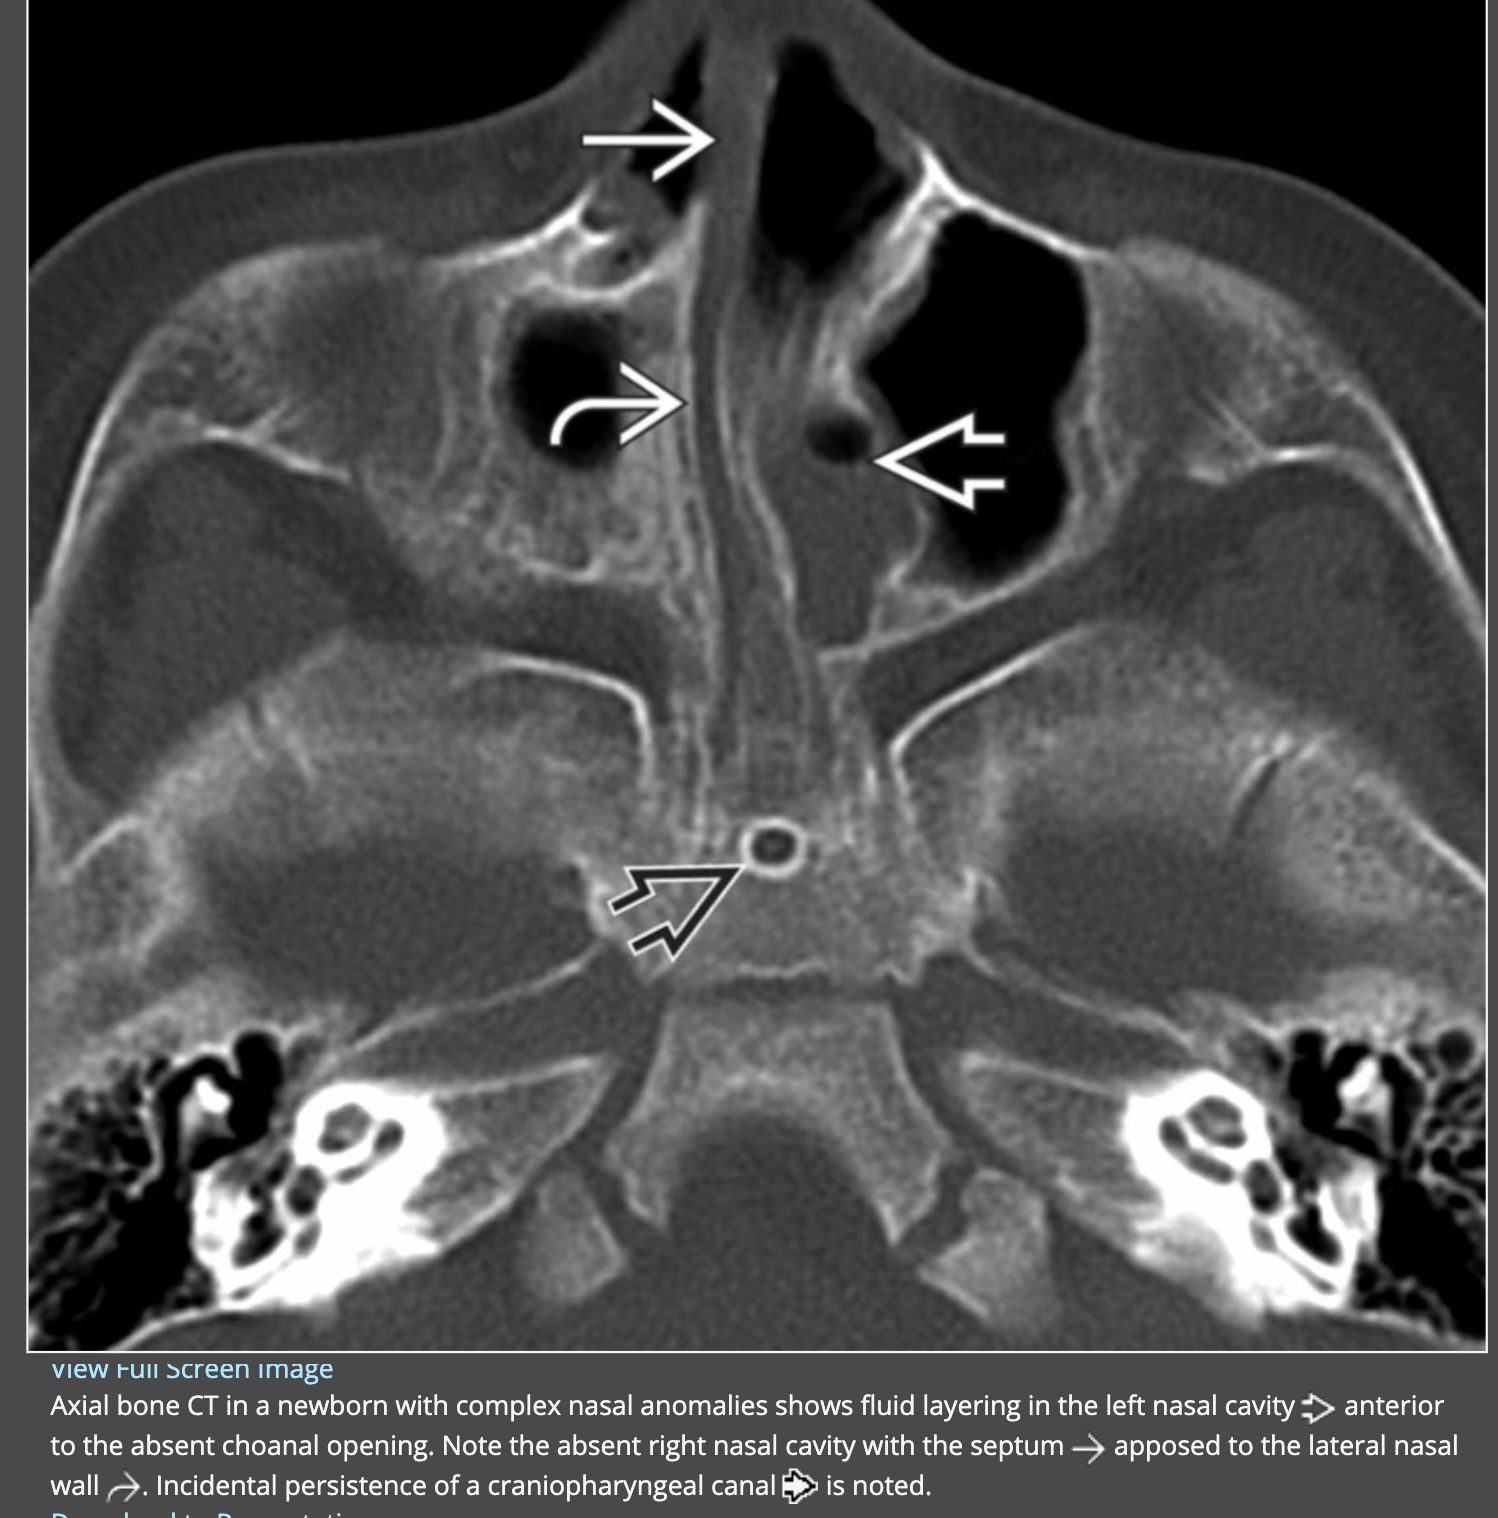 View Full Screen Image
Axial bone CT in a newborn with complex nasal anomalies shows fluid layering in the left nasal cavity anterior
to the absent choanal opening. Note the absent right nasal cavity with the septum apposed to the lateral nasal
wall . Incidental persistence of a craniopharyngeal canal is noted.